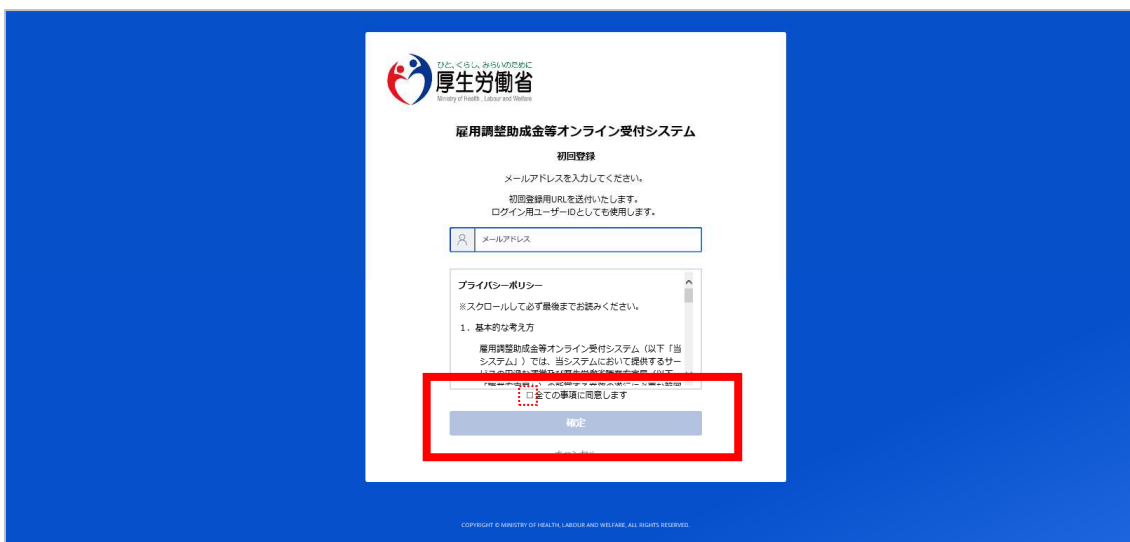 ひと、くらし、みらいのために
厚生労働省
Ministry of Health, Labour and Welfare
雇用調整助成金等オンライン受付システム
初回登録
メールアドレスを入力してください。
初回登録用URLを送付いたします。
ログイン用ユーザーIDとしても使用します。
メールアドレス
プライバシーポリシー
※スクロールして必ず最後までお読みください。
1. 基本的な考え方
雇用調整助成金等オンライン受付システム（以下「当
システム」）では、当システムにおいて提供するサー
□全ての事項に同意します
確定
COPYRIGHT © MINISTRY OF HEALTH, LABOUR AND WELFARE, ALL RIGHTS RESERVED.